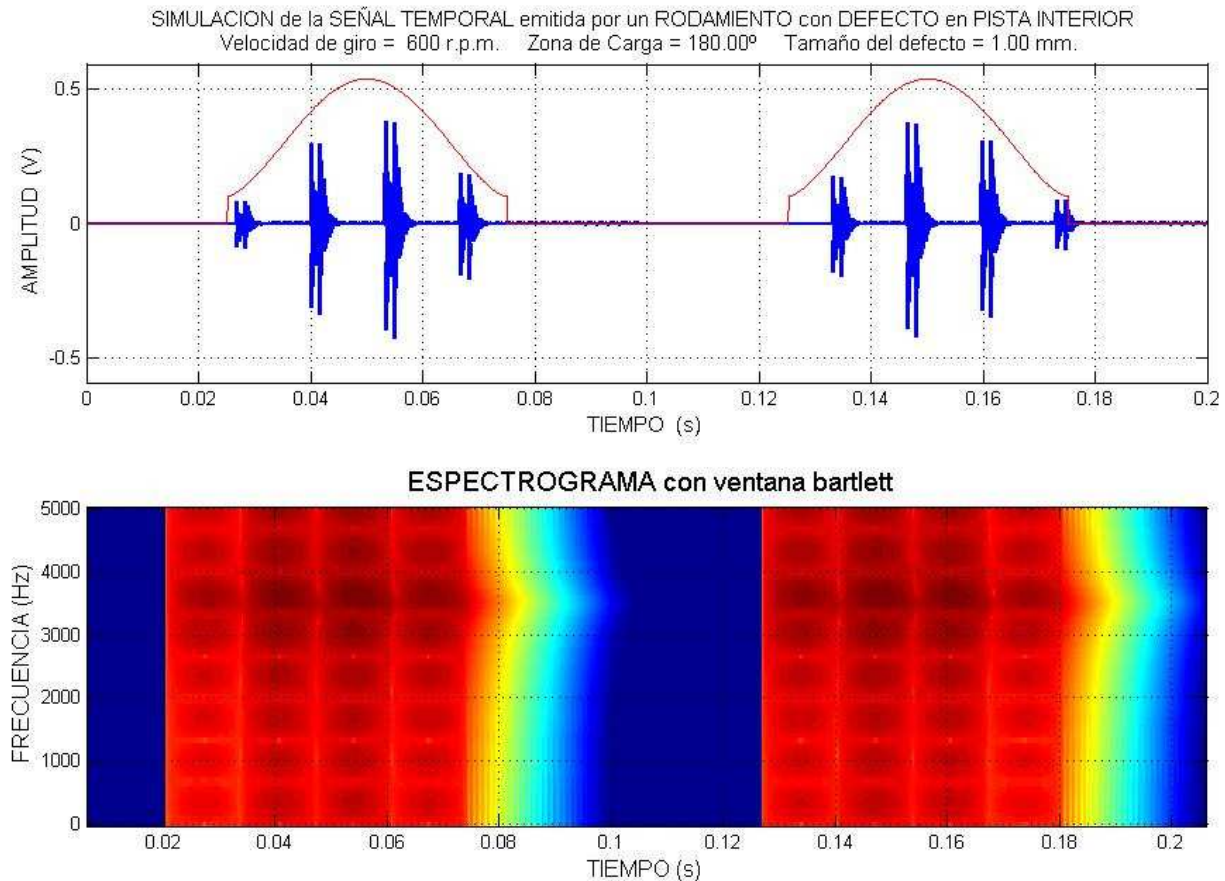 SIMULACION de la SEÑAL TEMPORAL emitida por un RODAMIENTO con DEFECTO en PISTA INTERIOR
Velocidad de giro = 600 r.p.m. Zona de Carga = 180.00º Tamaño del defecto = 1.00 mm.
AMPLITUD (V)
0.5
0
-0.5
0 0.02 0.04 0.06 0.08 0.1 0.12 0.14 0.16 0.18 0.2
TIEMPO (s)
ESPECTROGRAMA con ventana bartlett
FRECUENCIA (Hz)
5000
4000
3000
2000
1000
0
0.02 0.04 0.06 0.08 0.1 0.12 0.14 0.16 0.18 0.2
TIEMPO (s)